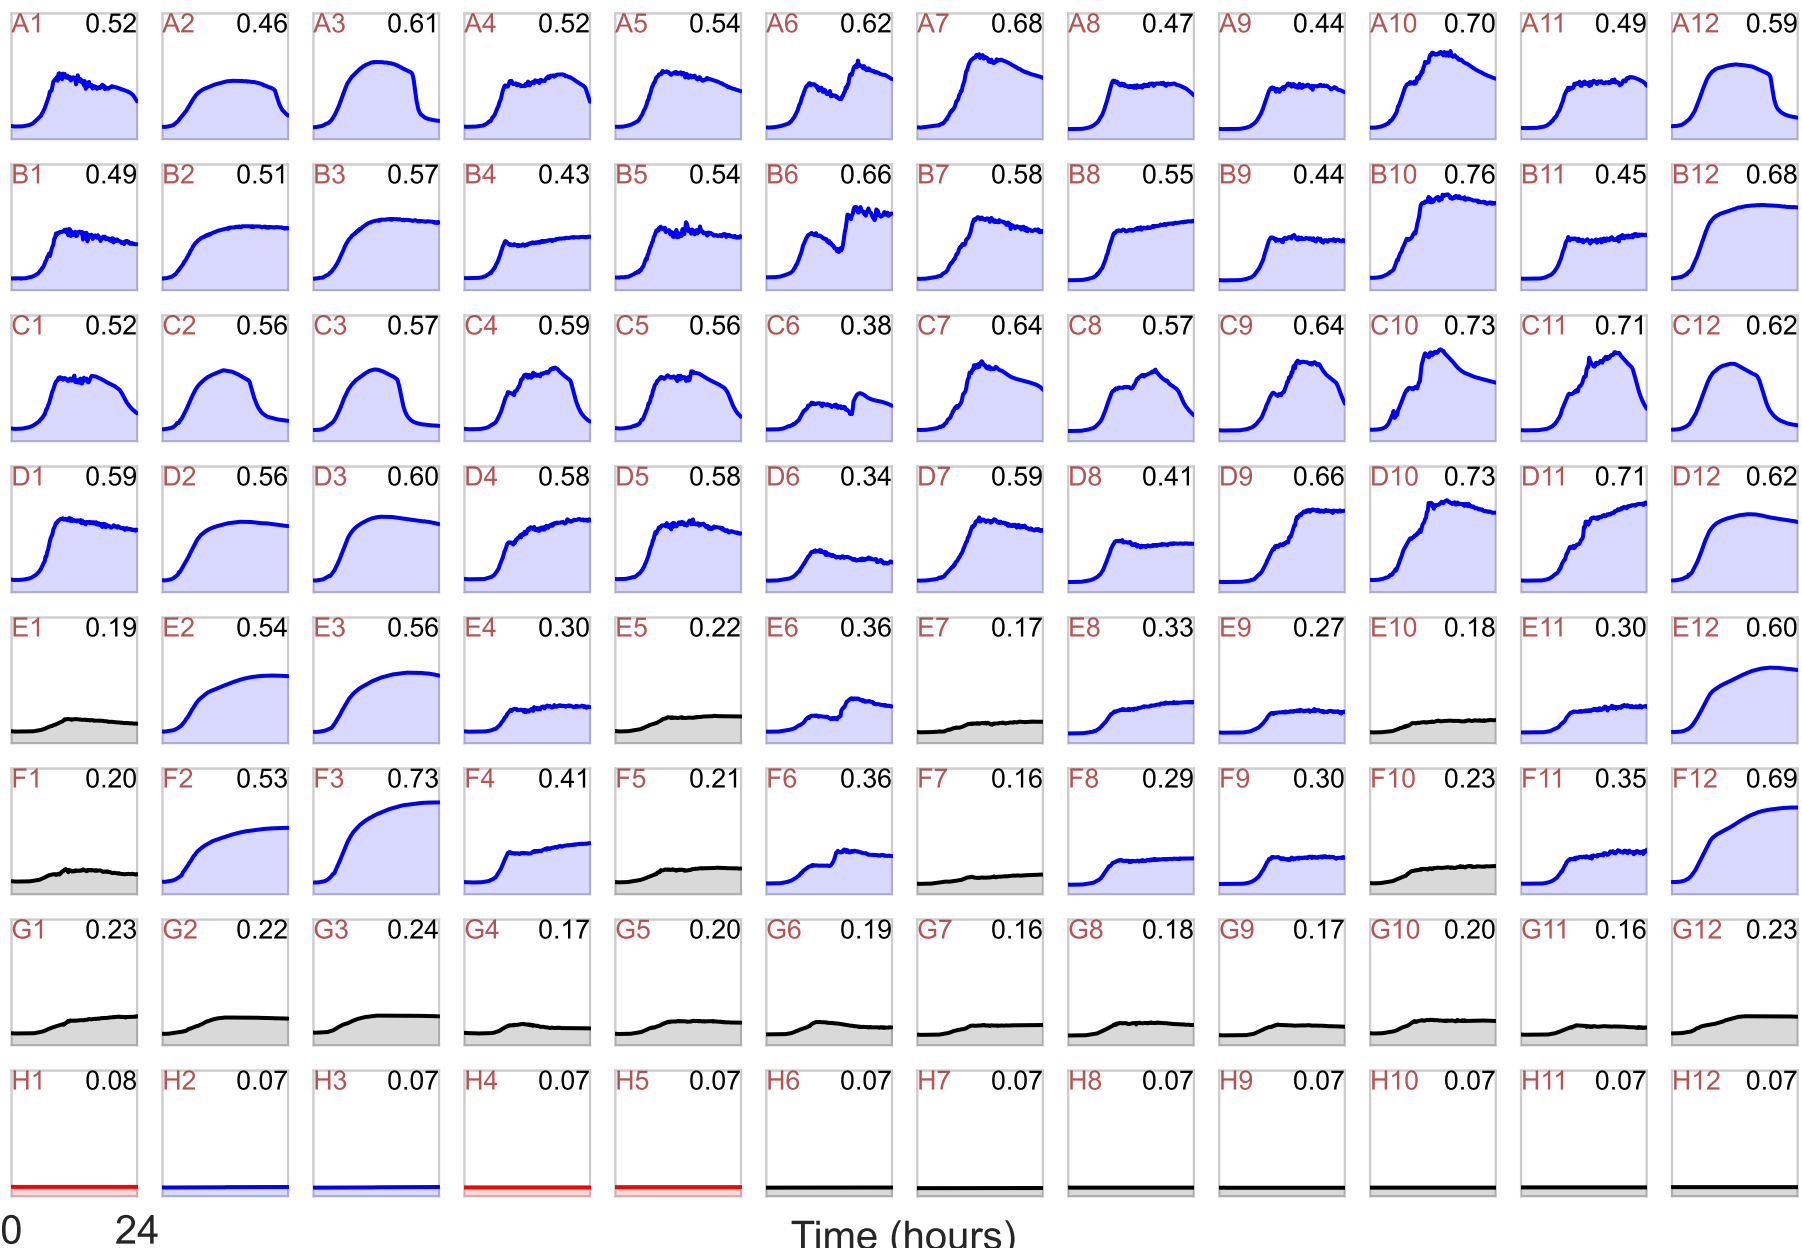 A1 0.52 A2 0.46 A3 0.61 A4 0.52 A5 0.54 A6 0.62 A7 0.68 A8 0.47 A9 0.44 A10 0.70 A11 0.49 A12 0.59
B1 0.49 B2 0.51 B3 0.57 B4 0.43 B5 0.54 B6 0.66 B7 0.58 B8 0.55 B9 0.44 B10 0.76 B11 0.45 B12 0.68
C1 0.52 C2 0.56 C3 0.57 C4 0.59 C5 0.56 C6 0.38 C7 0.64 C8 0.57 C9 0.64 C10 0.73 C11 0.71 C12 0.62
D1 0.59 D2 0.56 D3 0.60 D4 0.58 D5 0.58 D6 0.34 D7 0.59 D8 0.41 D9 0.66 D10 0.73 D11 0.71 D12 0.62
E1 0.19 E2 0.54 E3 0.56 E4 0.30 E5 0.22 E6 0.36 E7 0.17 E8 0.33 E9 0.27 E10 0.18 E11 0.30 E12 0.60
F1 0.20 F2 0.53 F3 0.73 F4 0.41 F5 0.21 F6 0.36 F7 0.16 F8 0.29 F9 0.30 F10 0.23 F11 0.35 F12 0.69
G1 0.23 G2 0.22 G3 0.24 G4 0.17 G5 0.20 G6 0.19 G7 0.16 G8 0.18 G9 0.17 G10 0.20 G11 0.16 G12 0.23
H1 0.08 H2 0.07 H3 0.07 H4 0.07 H5 0.07 H6 0.07 H7 0.07 H8 0.07 H9 0.07 H10 0.07 H11 0.07 H12 0.07
0 24 Time (hours)